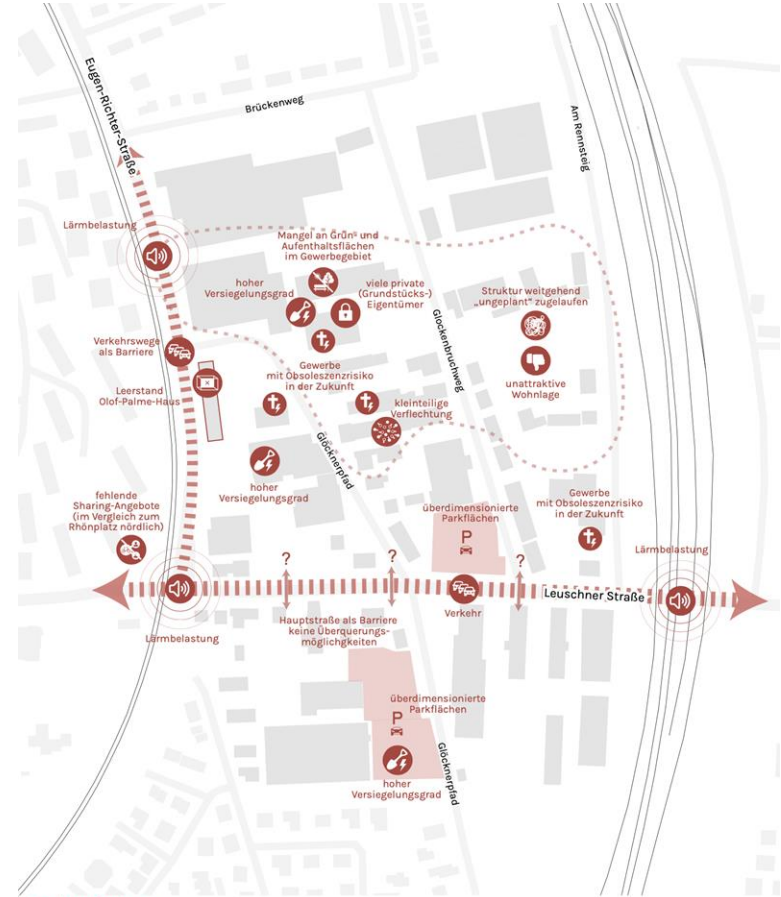 Eugen-Richter-Straße
Brückenweg
Am Rennsteig
Lärmbelastung
Mangel an Grün- und
Aufenthaltsflächen
im Gewerbegebiet
hoher
Versiegelungsgrad
viele private
(Grundstücks-)
Eigentümer
Struktur weitgehend
„ungeplant" zugelaufen
Glockenbruchweg
Verkehrswege
als Barriere
Leerstand
Olof-Palme-Haus
Gewerbe
mit Obsoleszenzrisiko
in der Zukunft
unattraktive
Wohnlage
kleinteilige
Verflechtung
Glöcknerpfad
hoher
Versiegelungsgrad
fehlende
Sharing-Angebote
(im Vergleich zum
Rhönplatz nördlich)
überdimensionierte
Parkflächen
P
Gewerbe
mit Obsoleszenzrisiko
in der Zukunft
Lärmbelastung
?
?
?
Leuschner Straße
Lärmbelastung
Hauptstraße als Barriere
keine Überquerungs-
möglichgkeiten
Verkehr
überdimensionierte
Parkflächen
P
Glöcknerpfad
hoher
Versiegelungsgrad